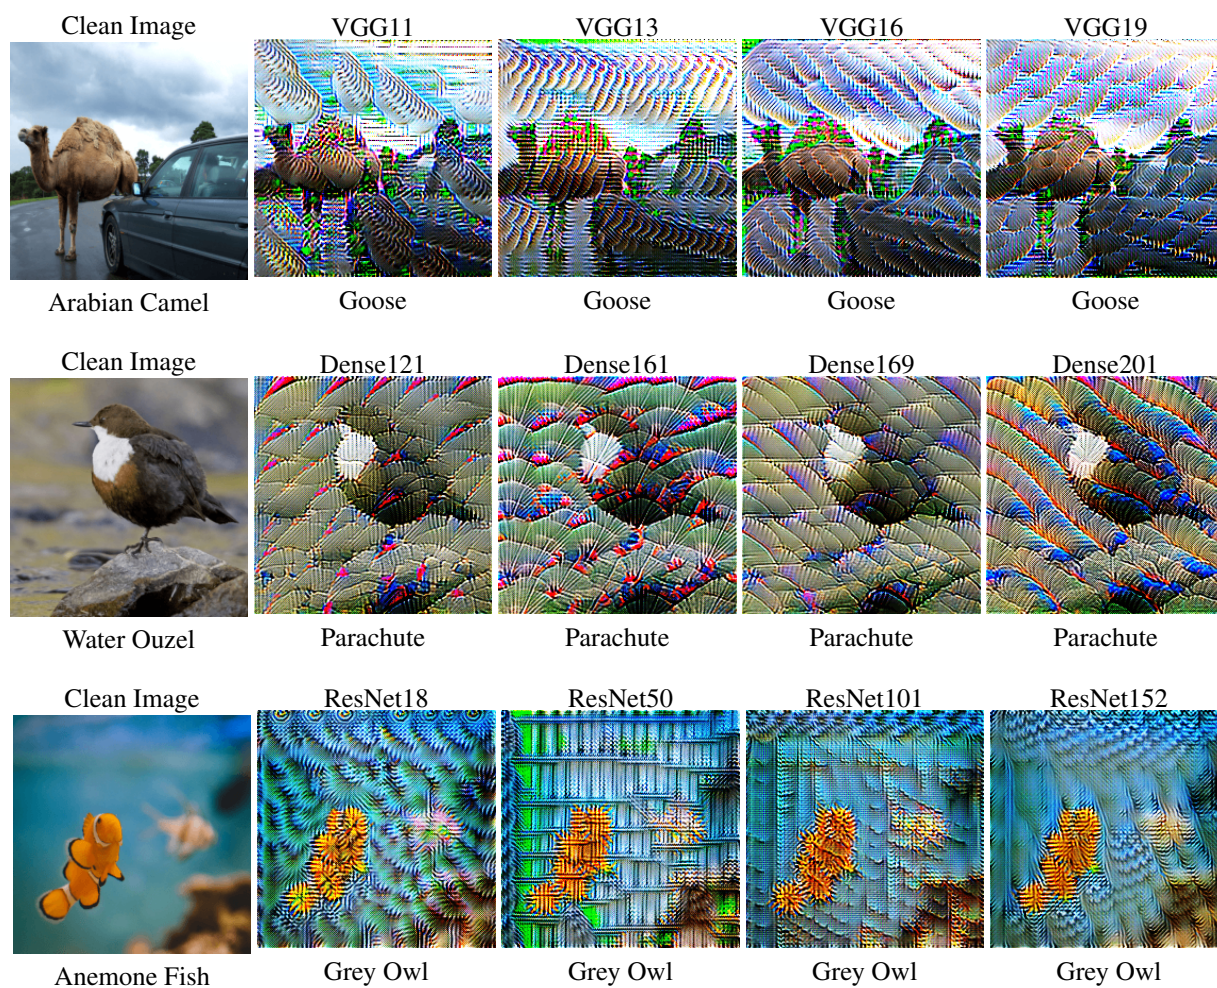 Clean Image VGG11 VGG13 VGG16 VGG19
Arabian Camel Goose Goose Goose Goose
Clean Image Dense121 Dense161 Dense169 Dense201
Water Ouzel Parachute Parachute Parachute Parachute
Clean Image ResNet18 ResNet50 ResNet101 ResNet152
Anemone Fish Grey Owl Grey Owl Grey Owl Grey Owl